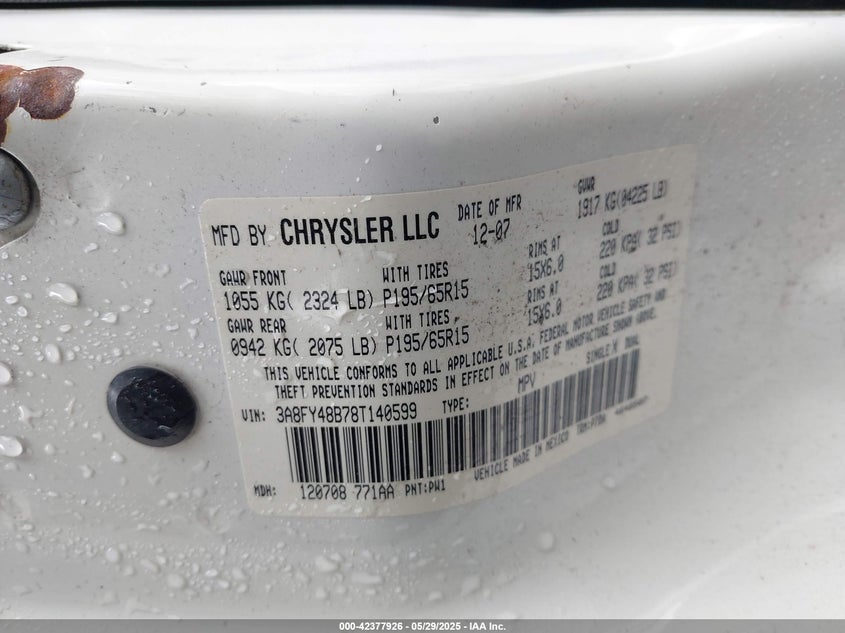 MFD BY CHRYSLER LLC DATE OF MFR 12-07 GVWR 1917 KG(04225 LB)
GAWR FRONT WITH TIRES RIMS AT COLD
1055 KG( 2324 LB) P195/65R15 15X6.0 220 KPA( 32 PSI)
GAWR REAR WITH TIRES RIMS AT COLD
0942 KG( 2075 LB) P195/65R15 15X6.0 220 KPA( 32 PSI)
THIS VEHICLE CONFORMS TO ALL APPLICABLE U.S.A. FEDERAL MOTOR VEHICLE SAFETY AND
THEFT PREVENTION STANDARDS IN EFFECT ON THE DATE OF MANUFACTURE SHOWN ABOVE.
VIN: 3A8FY48B78T140599 TYPE: MPV SINGLE X DUAL
MDH: 120708 771AA PNT:PW1 VEHICLE MADE IN MEXICO
000-42377926 - 05/29/2025 - IAA Inc.